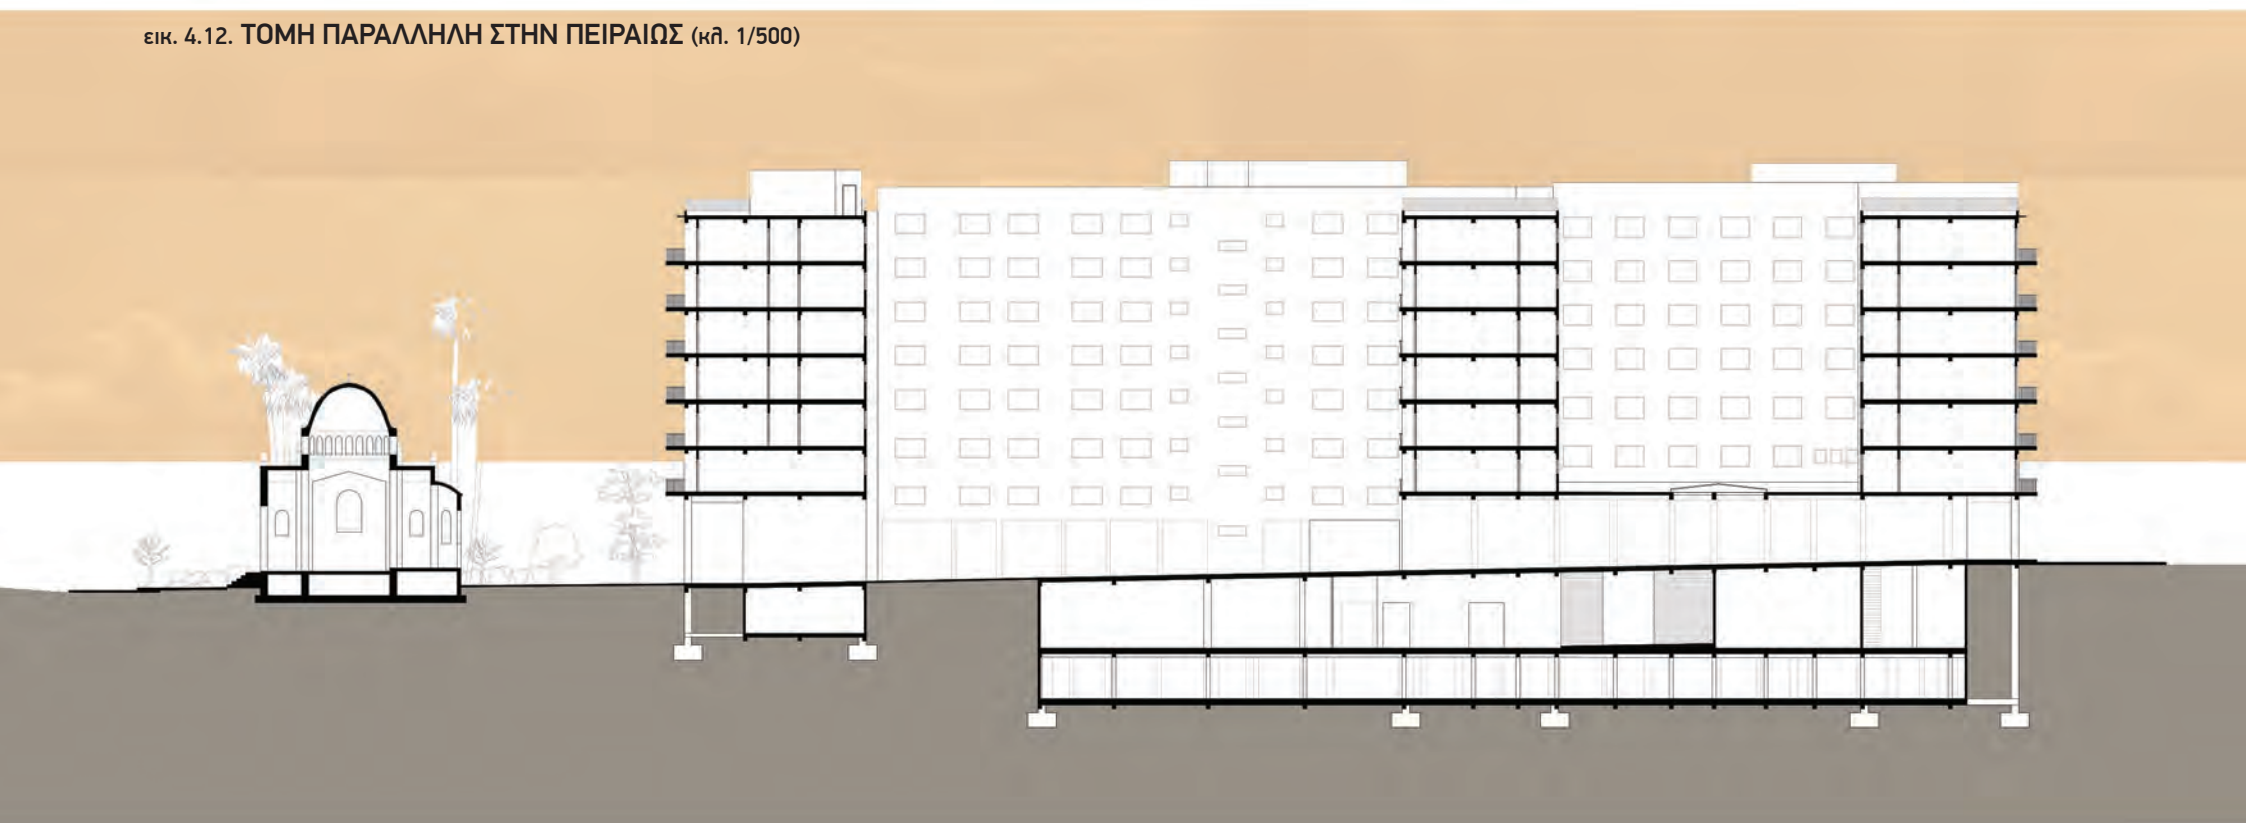 εικ. 4.12. ΤΟΜΗ ΠΑΡΑΛΛΗΛΗ ΣΤΗΝ ΠΕΙΡΑΙΩΣ (κλ. 1/500)